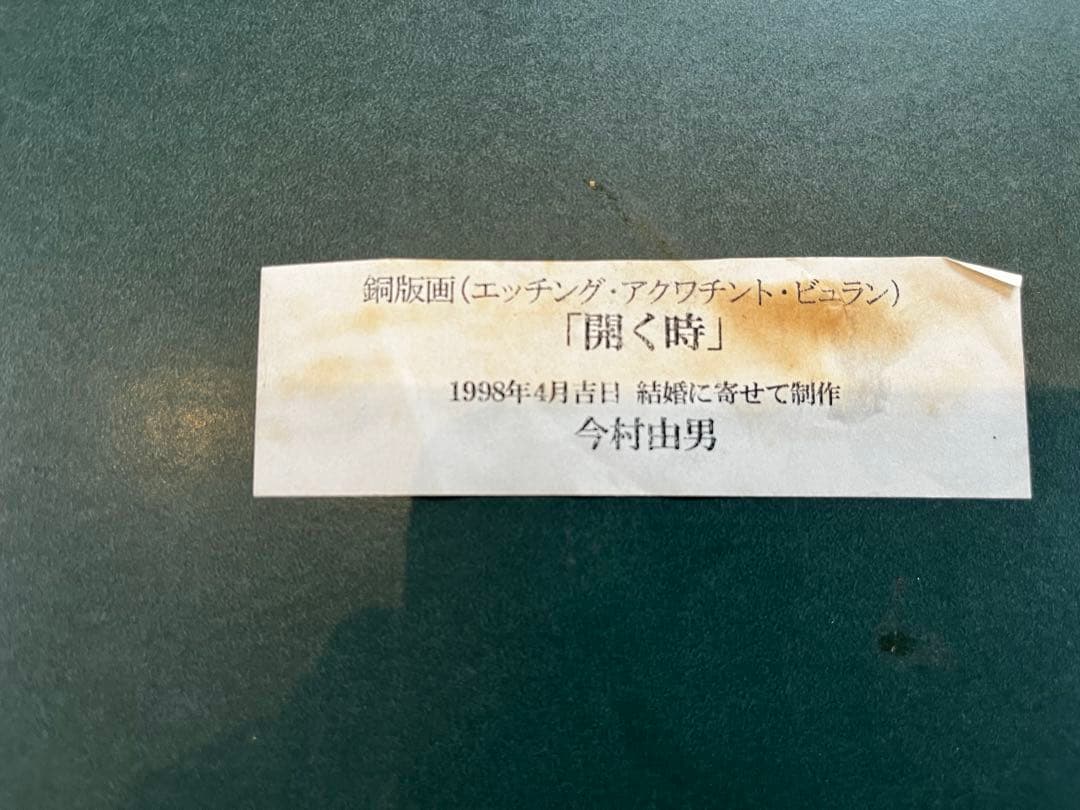 銅版画(エッチング・アクワチント・ビュラン)
「開く時」
1998年4月吉日 結婚に寄せて制作
今村由男